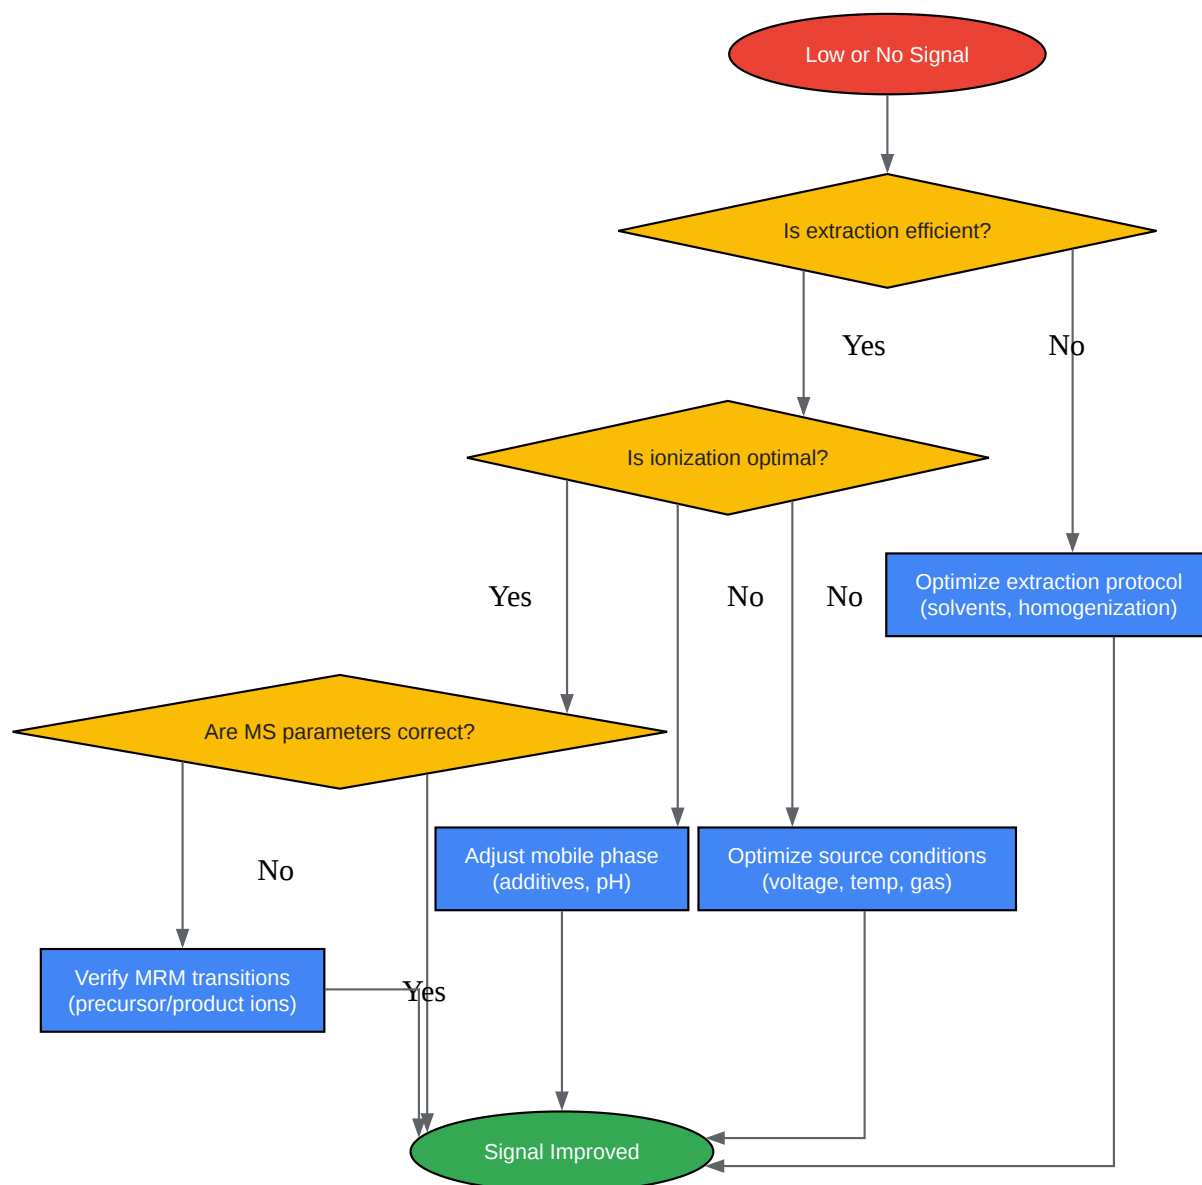 Low or No Signal
Is extraction efficient?
Yes
No
Is ionization optimal?
Optimize extraction protocol
(solvents, homogenization)
Yes
No
No
Are MS parameters correct?
Adjust mobile phase
(additives, pH)
Optimize source conditions
(voltage, temp, gas)
No
Verify MRM transitions
(precursor/product ions)
Yes
Signal Improved